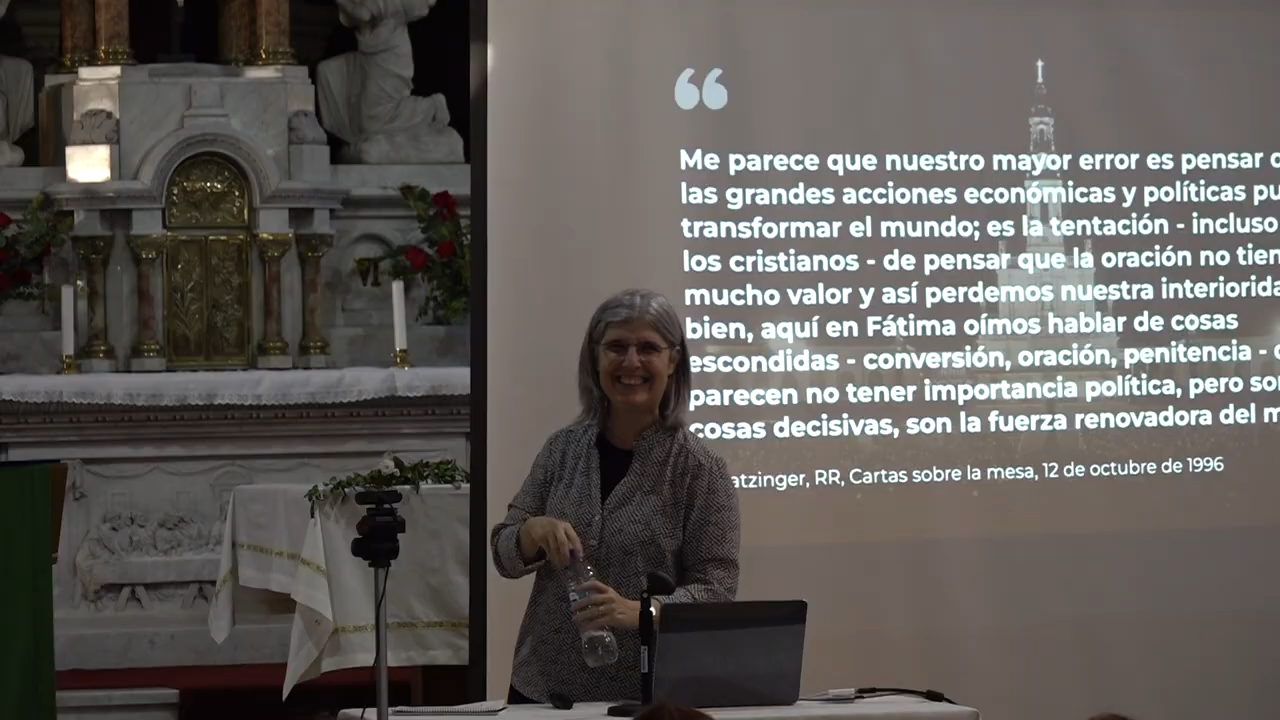 Me parece que nuestro mayor error es pensar
las grandes acciones económicas y políticas
transformar el mundo; es la tentación - incluso
los cristianos - de pensar que la oración no
mucho valor y así perdemos nuestra
bien, aquí en Fátima oímos hablar de cosas
escondidas - conversión, oración, penitencia -
parecen no tener importancia política, pero
cosas decisivas, son la fuerza renovadora del
atzinger, RR, Cartas sobre la mesa, 12 de octubre de 1996